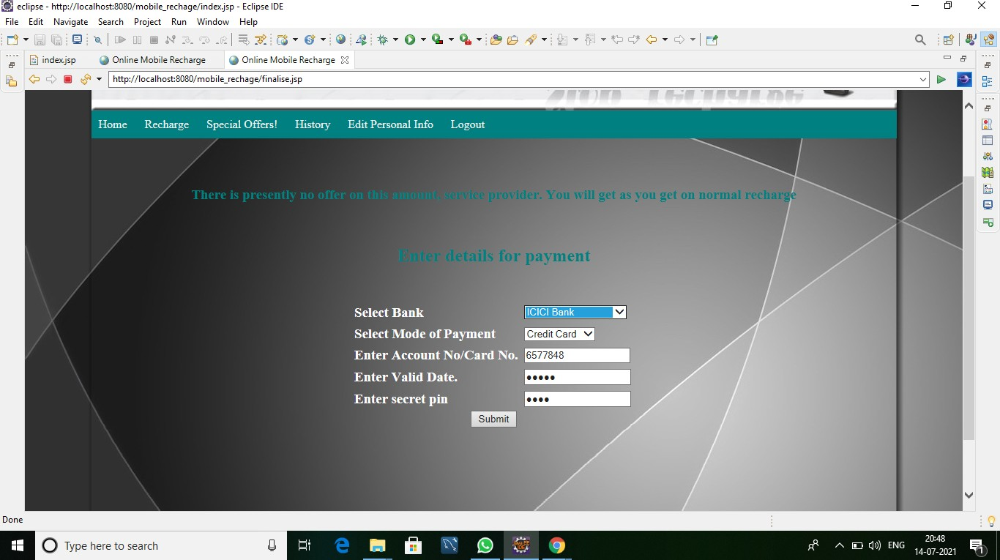 eclipse - http://localhost:8080/mobile_rechage/index.jsp - Eclipse IDE
File Edit Navigate Search Project Run Window Help
index.jsp Online Mobile Recharge Online Mobile Recharge
http://localhost:8080/mobile_rechage/finalise.jsp
Home Recharge Special Offers! History Edit Personal Info Logout
There is presently no offer on this amount, service provider. You will get as you get on normal recharge
Enter details for payment
Select Bank ICICI Bank
Select Mode of Payment Credit Card
Enter Account No/Card No. 6577848
Enter Valid Date. •••••
Enter secret pin ••••
Submit
Done
Type here to search
ENG
20:48
14-07-2021
1